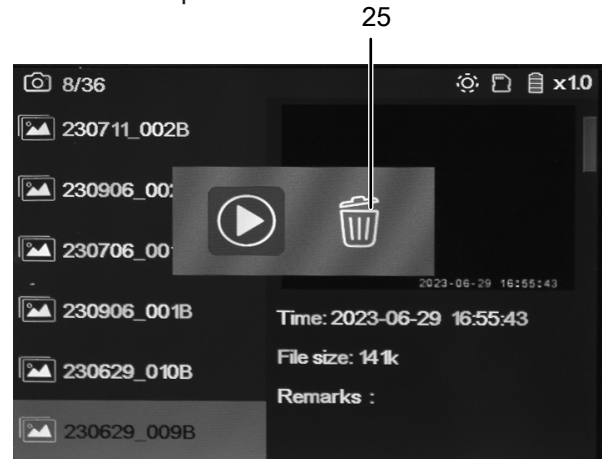 25
8/36
x1.0
230711_002B
230906_00
230706_00
2023-06-29 16:55:43
230906_001B
Time: 2023-06-29 16:55:43
File size: 141k
230629_010B
Remarks :
230629_009B